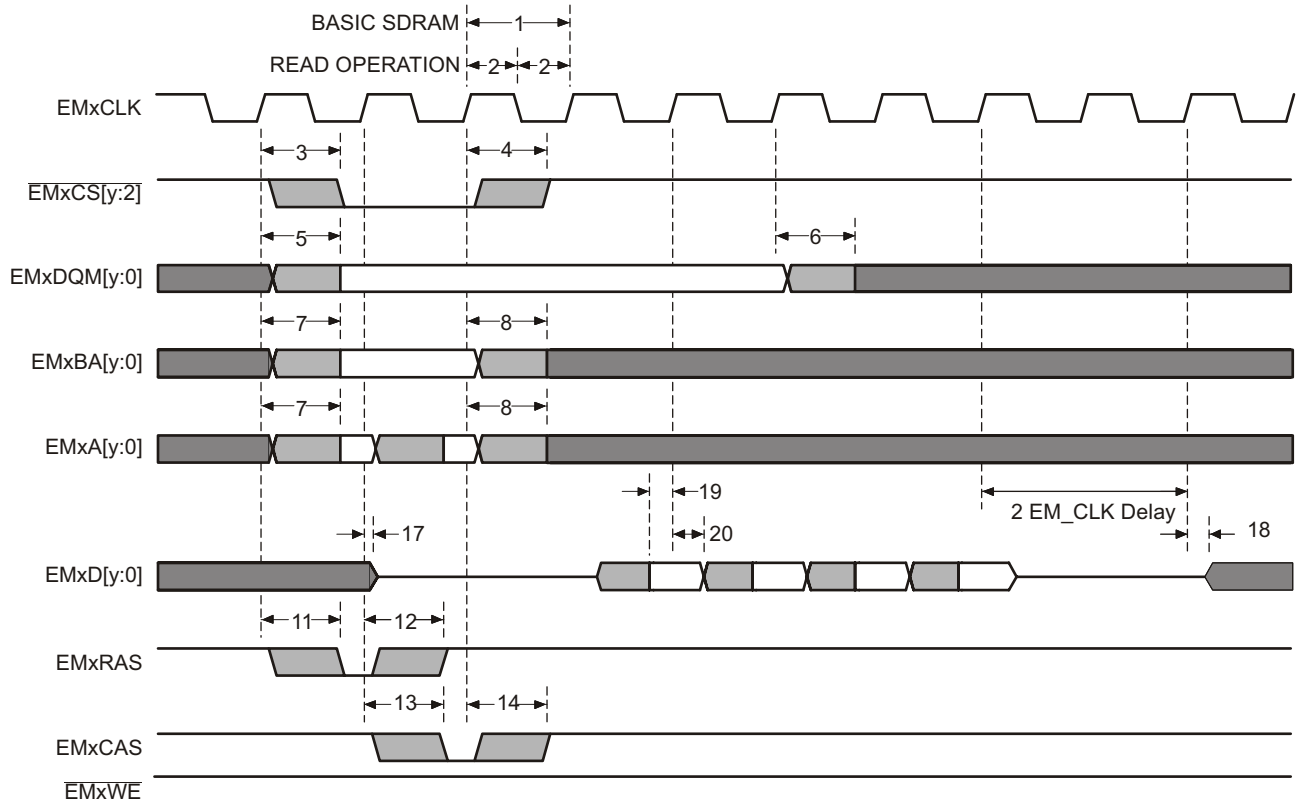 BASIC SDRAM 1
READ OPERATION 2 2
EMxCLK
3 4
EMxCS[y:2]
5 6
EMxDQM[y:0]
7 8
EMxBA[y:0]
7 8
EMxA[y:0]
19
2 EM_CLK Delay
17 20 18
EMxD[y:0]
11 12
EMxRAS
13 14
EMxCAS
EMxWE